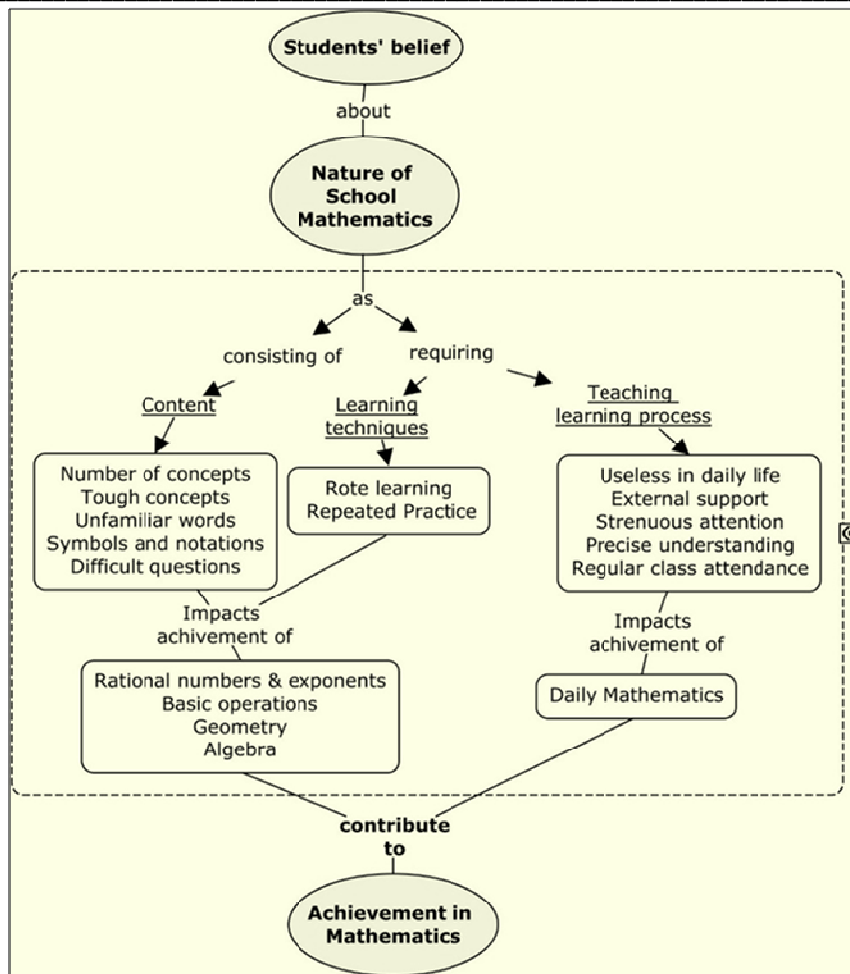 Students' belief
about
Nature of
School
Mathematics
as
consisting of
requiring
Content
Learning
techniques
Teaching
learning process
Number of concepts
Tough concepts
Unfamiliar words
Symbols and notations
Difficult questions
Rote learning
Repeated Practice
Useless in daily life
External support
Strenuous attention
Precise understanding
Regular class attendance
Impacts
achivement of
Impacts
achivement of
Rational numbers & exponents
Basic operations
Geometry
Algebra
Daily Mathematics
contribute
to
Achievement in
Mathematics